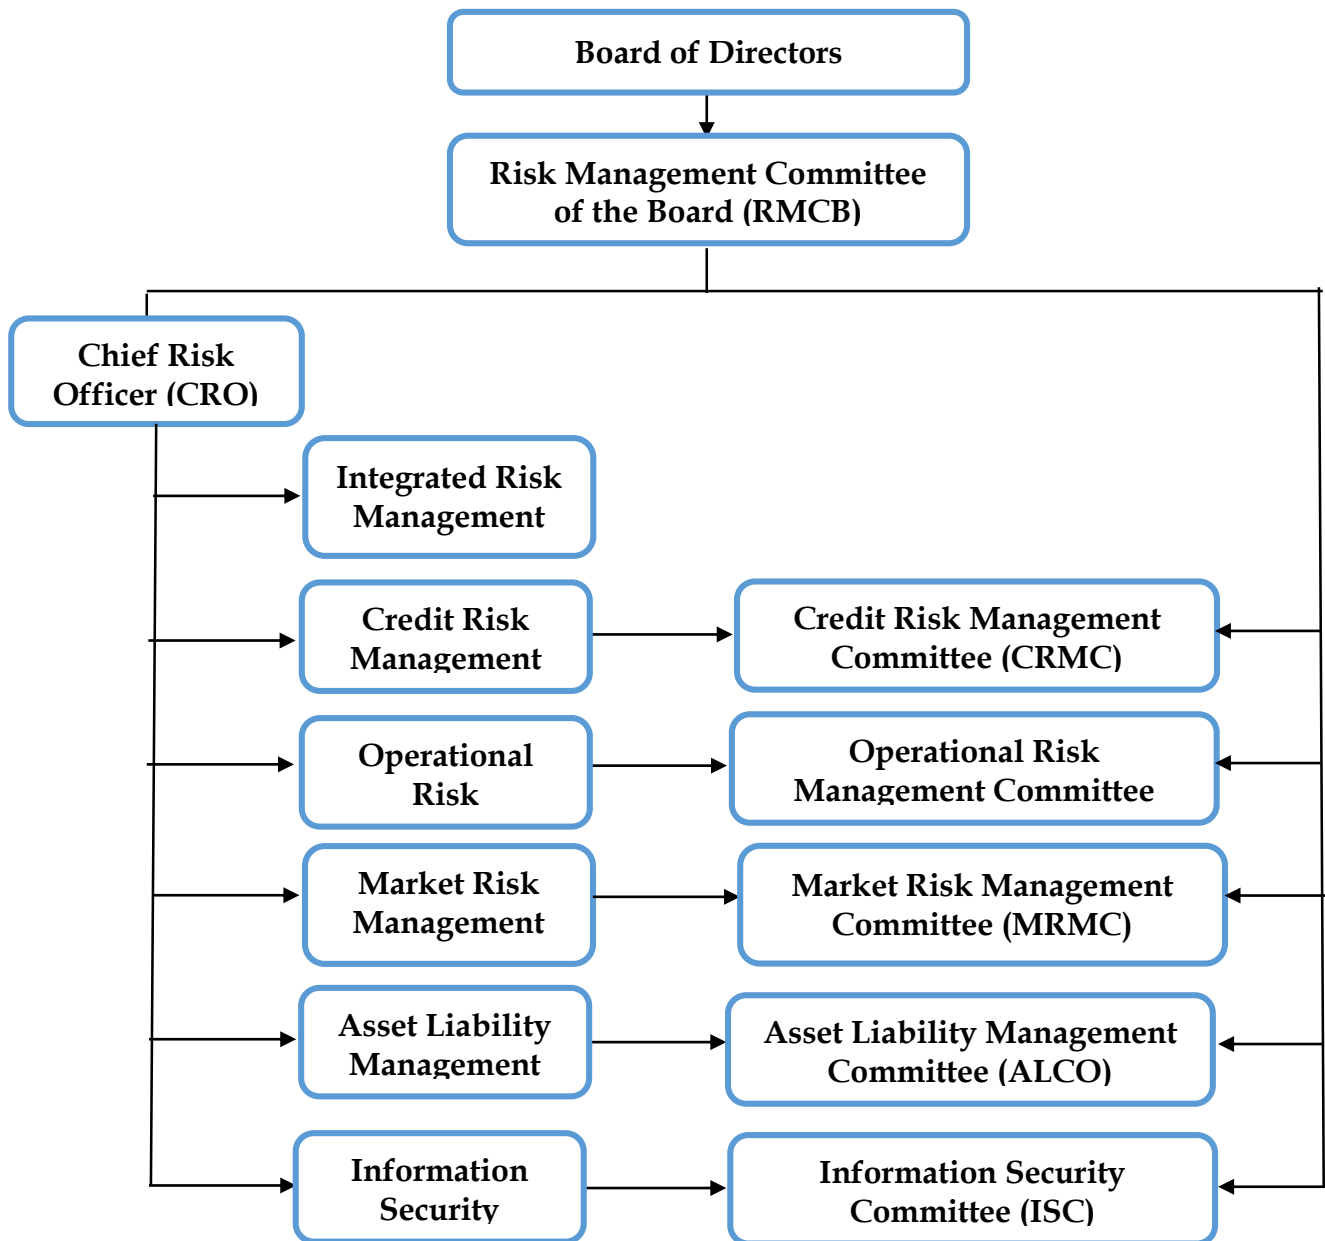 Board of Directors
Risk Management Committee
of the Board (RMCB)
Chief Risk
Officer (CRO)
Integrated Risk
Management
Credit Risk
Management
Credit Risk Management
Committee (CRMC)
Operational
Risk
Operational Risk
Management Committee
Market Risk
Management
Market Risk Management
Committee (MRMC)
Asset Liability
Management
Asset Liability Management
Committee (ALCO)
Information
Security
Information Security
Committee (ISC)